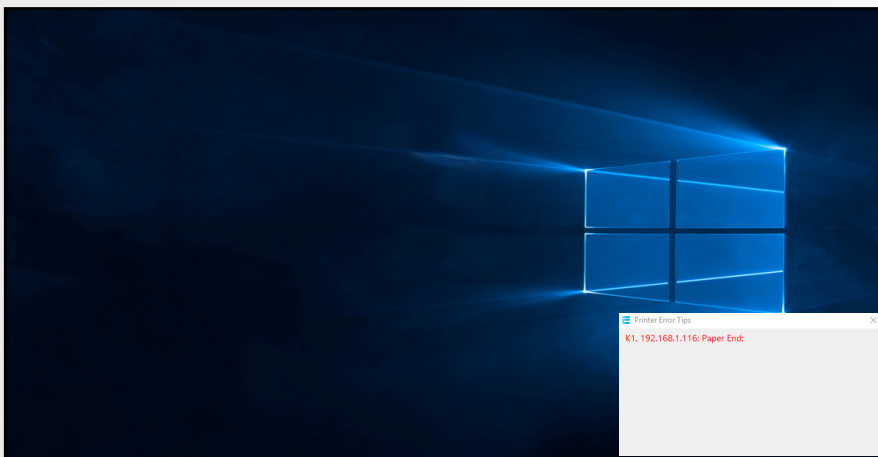 Printer Error Tips
K1, 192.168.1.116; Paper End;